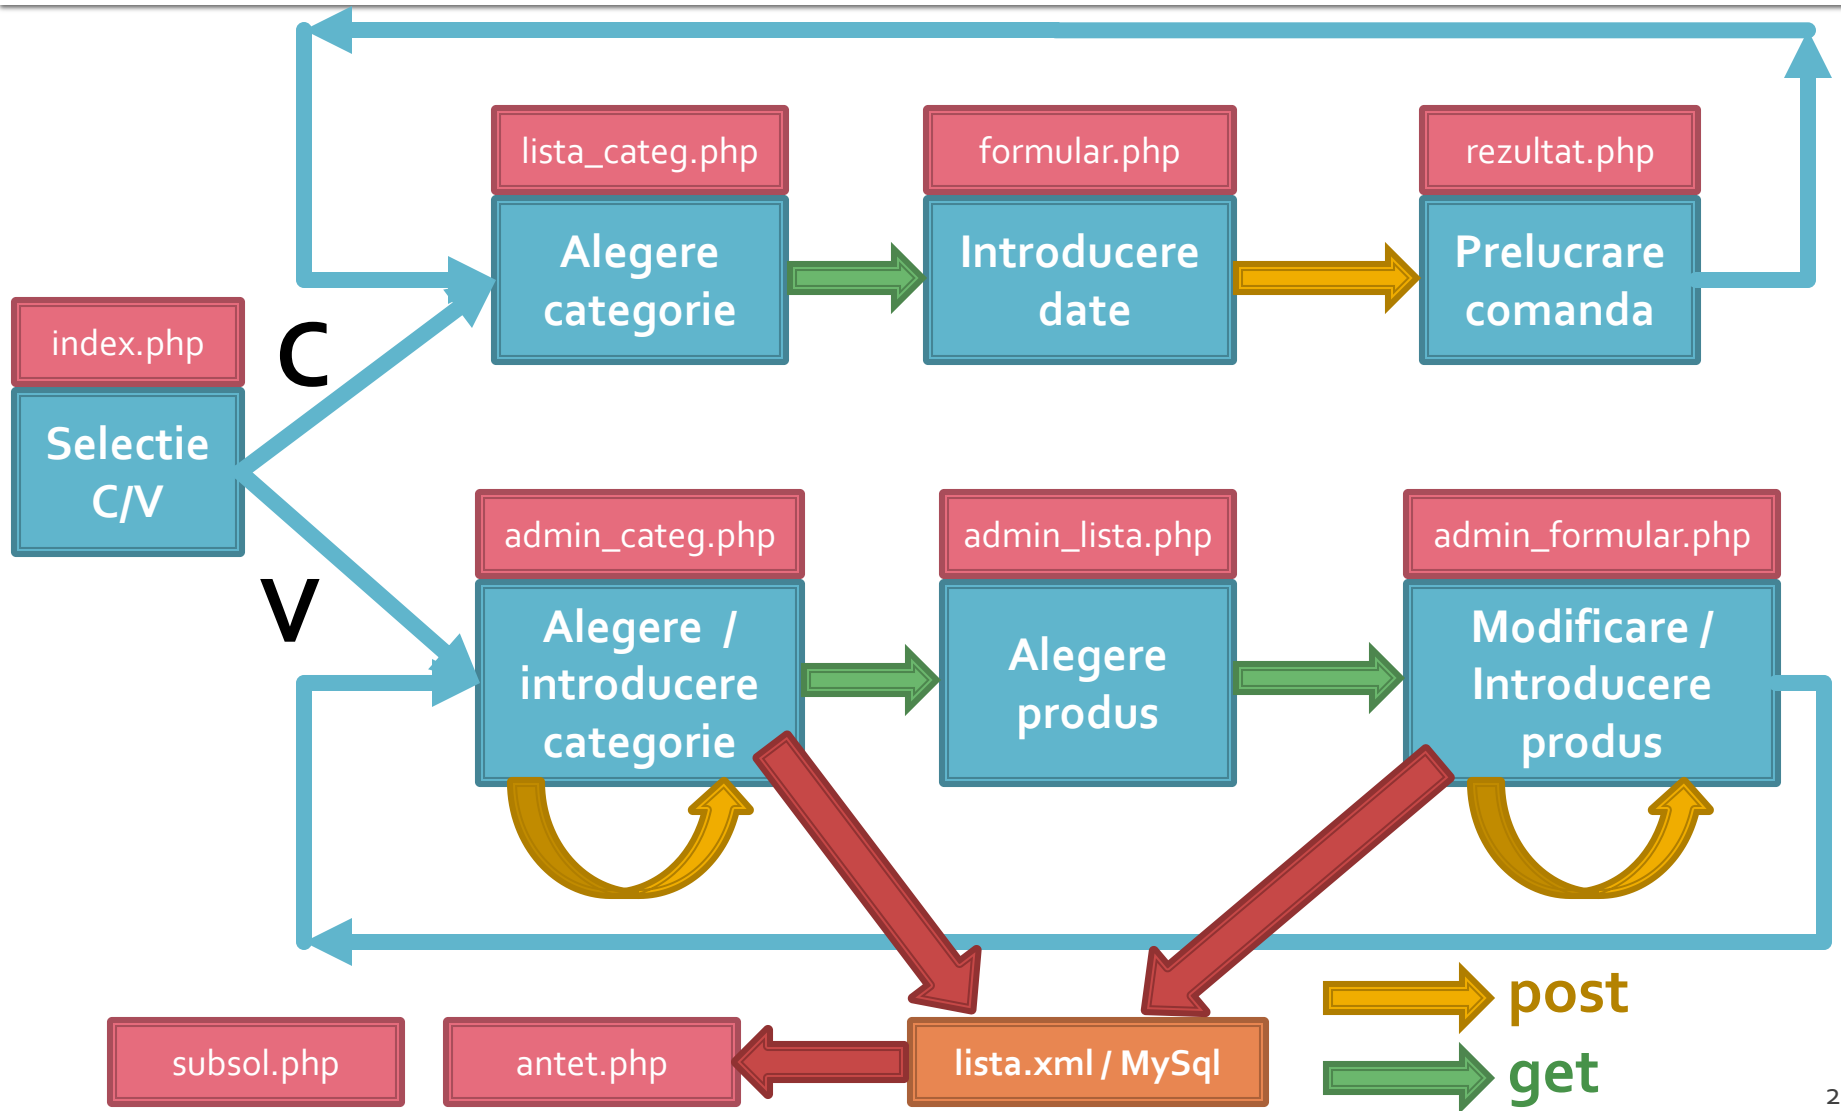 lista_categ.php
formular.php
rezultat.php
Alegere
categorie
Introducere
date
Prelucrare
comanda
index.php
C
Selectie
C/V
V
admin_categ.php
admin_lista.php
admin_formular.php
Alegere /
introducere
categorie
Alegere
produs
Modificare /
Introducere
produs
post
subsol.php
antet.php
lista.xml / MySql
get
2